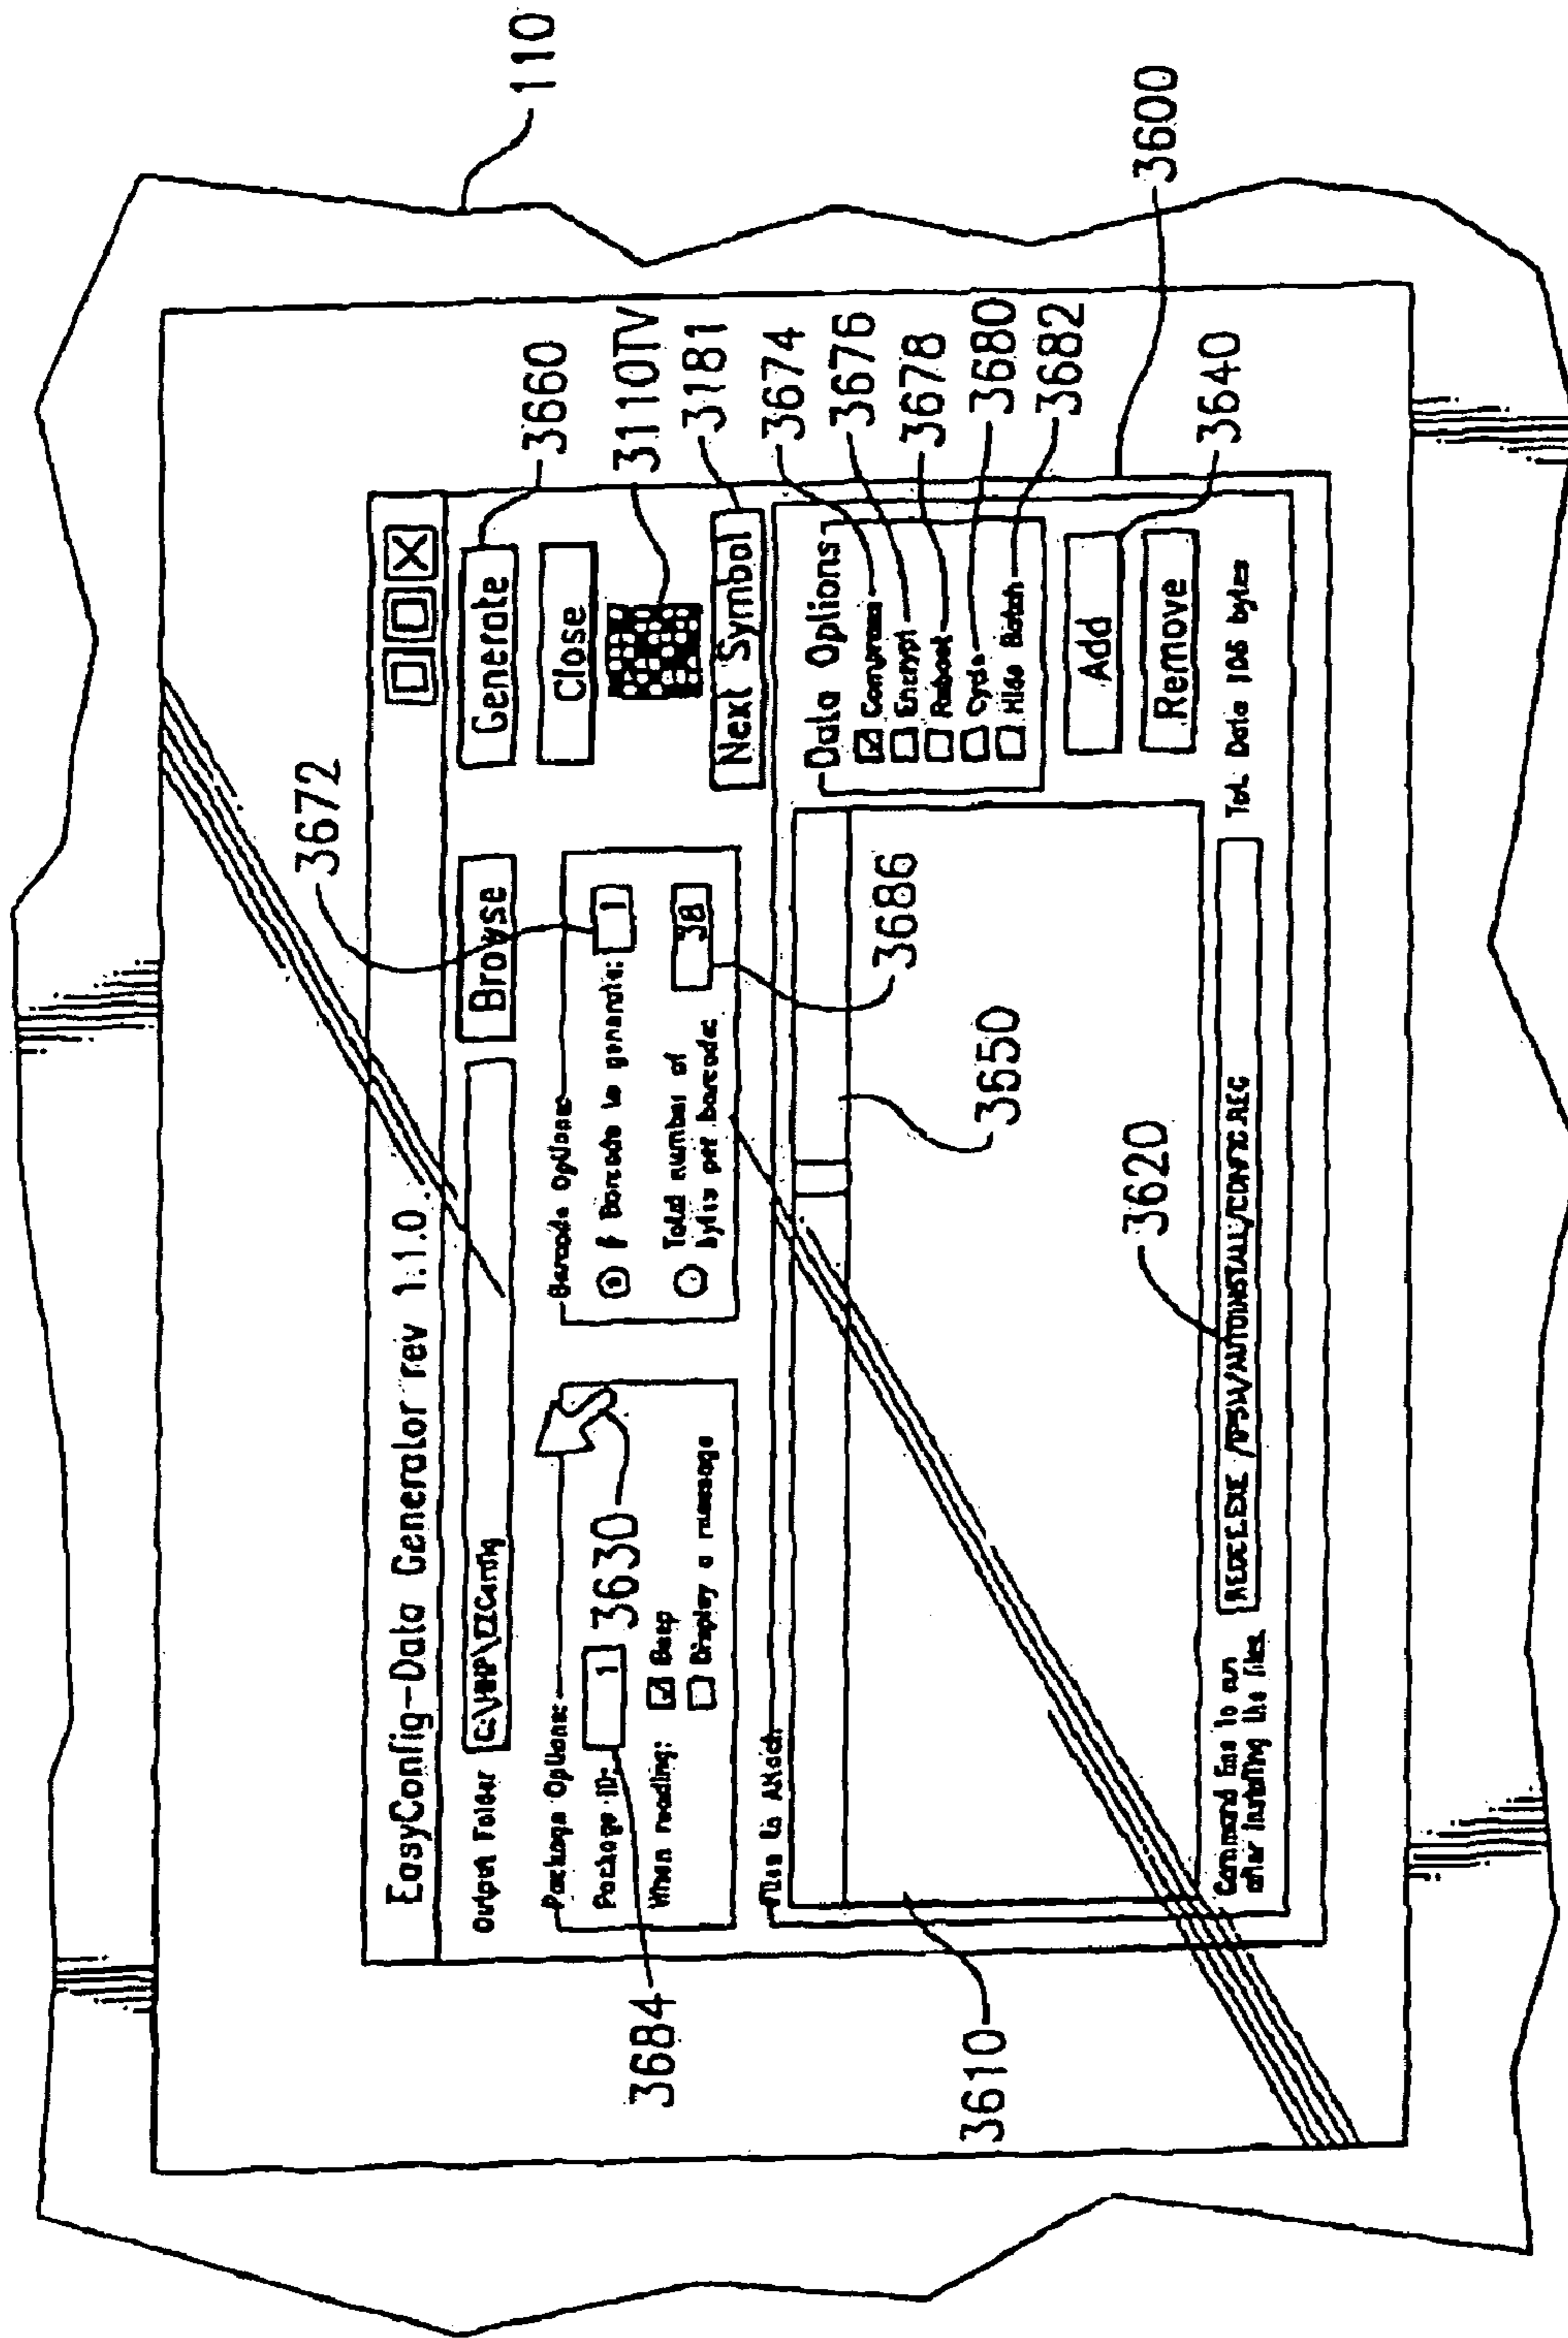 110
3600
3672
3660
3110TV
3181
3674
3676
3678
3680
3682
3640
3686
3650
3620
3630
3684
3610
EasyConfig-Data Generator rev 1.1.0
Output Folder
Browse
Generate
Close
Next Symbol
Package Options
Package ID: 1
When reading:
Beep
Display a message
Barcode Options
Barcode to generate: 1
Total number of
bytes per barcode: 38
Files to Attach
Data Options
Compress
Encrypt
Reboot
Cycle
Hide Batch
Add
Remove
Command line to run
after installing the files
Tot. Data 106 bytes